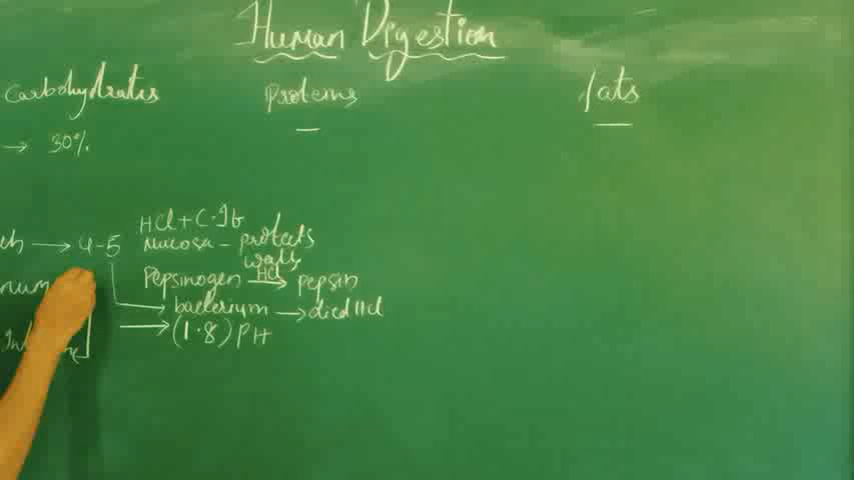 Human Digestion
Carbohydrates proteins fats
→ 30%
HCl + C.If
→ 4-5 mucosa - protects
walls
Pepsinogen HCl → pepsin
bacterium → died HCl
→ (1.8) PH